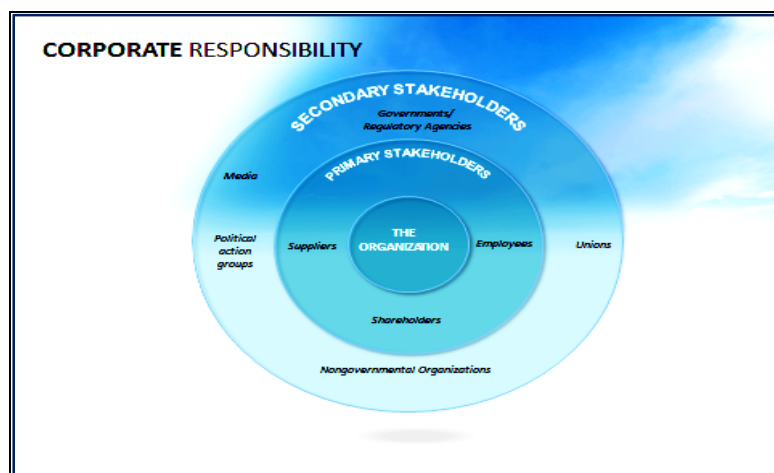 CORPORATE RESPONSIBILITY
SECONDARY STAKEHOLDERS
Governments/
Regulatory Agencies
PRIMARY STAKEHOLDERS
Media
THE
ORGANIZATION
Political
action
groups
Suppliers
Employees
Unions
Shareholders
Nongovernmental Organizations